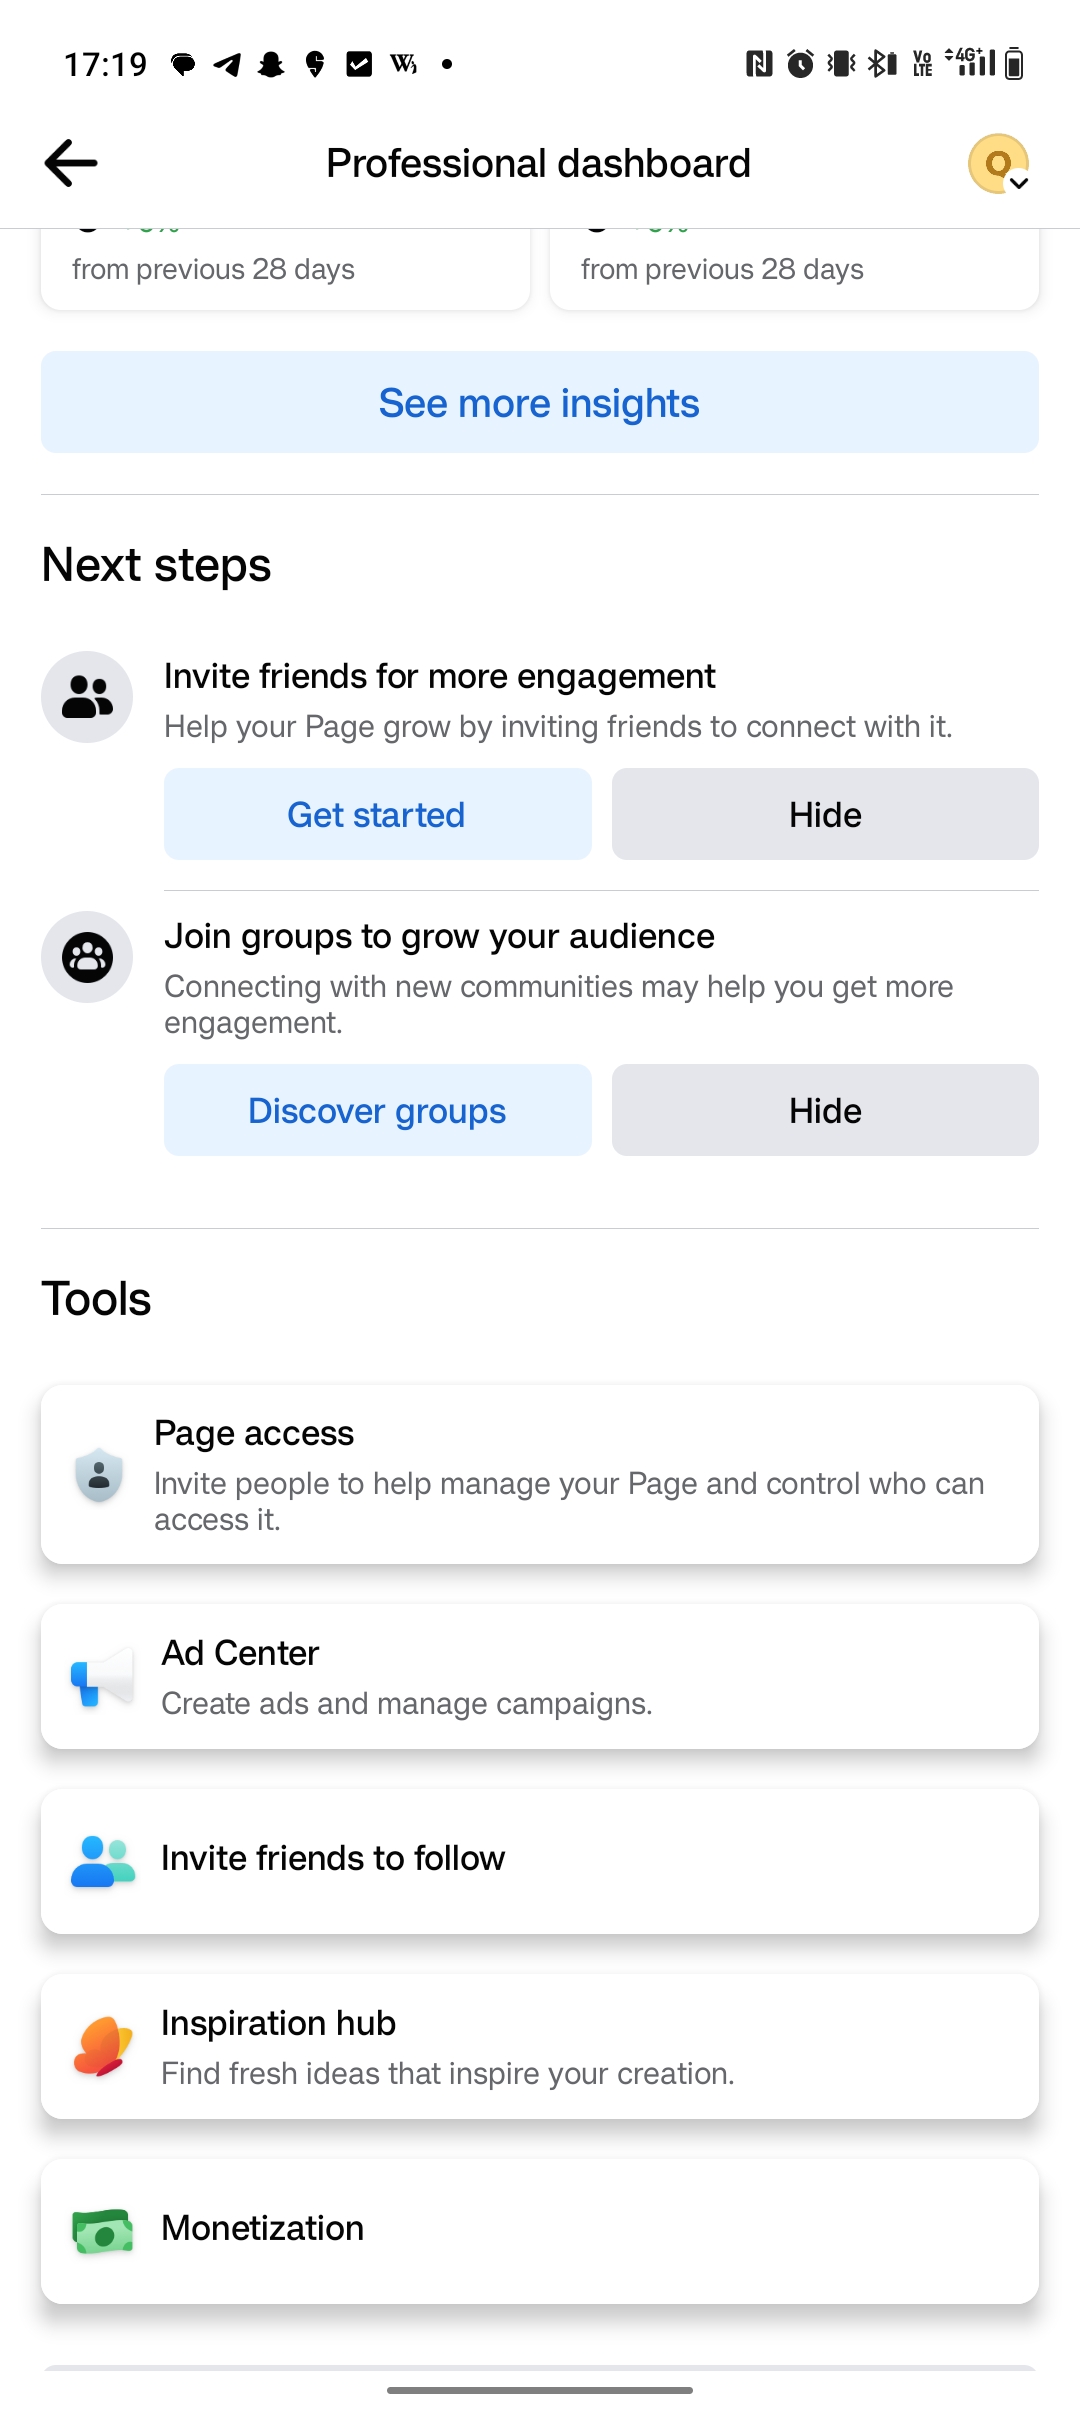 17:19
Vo LTE 4G+
Professional dashboard
from previous 28 days
from previous 28 days
See more insights
Next steps
Invite friends for more engagement
Help your Page grow by inviting friends to connect with it.
Get started
Hide
Join groups to grow your audience
Connecting with new communities may help you get more
engagement.
Discover groups
Hide
Tools
Page access
Invite people to help manage your Page and control who can
access it.
Ad Center
Create ads and manage campaigns.
Invite friends to follow
Inspiration hub
Find fresh ideas that inspire your creation.
Monetization